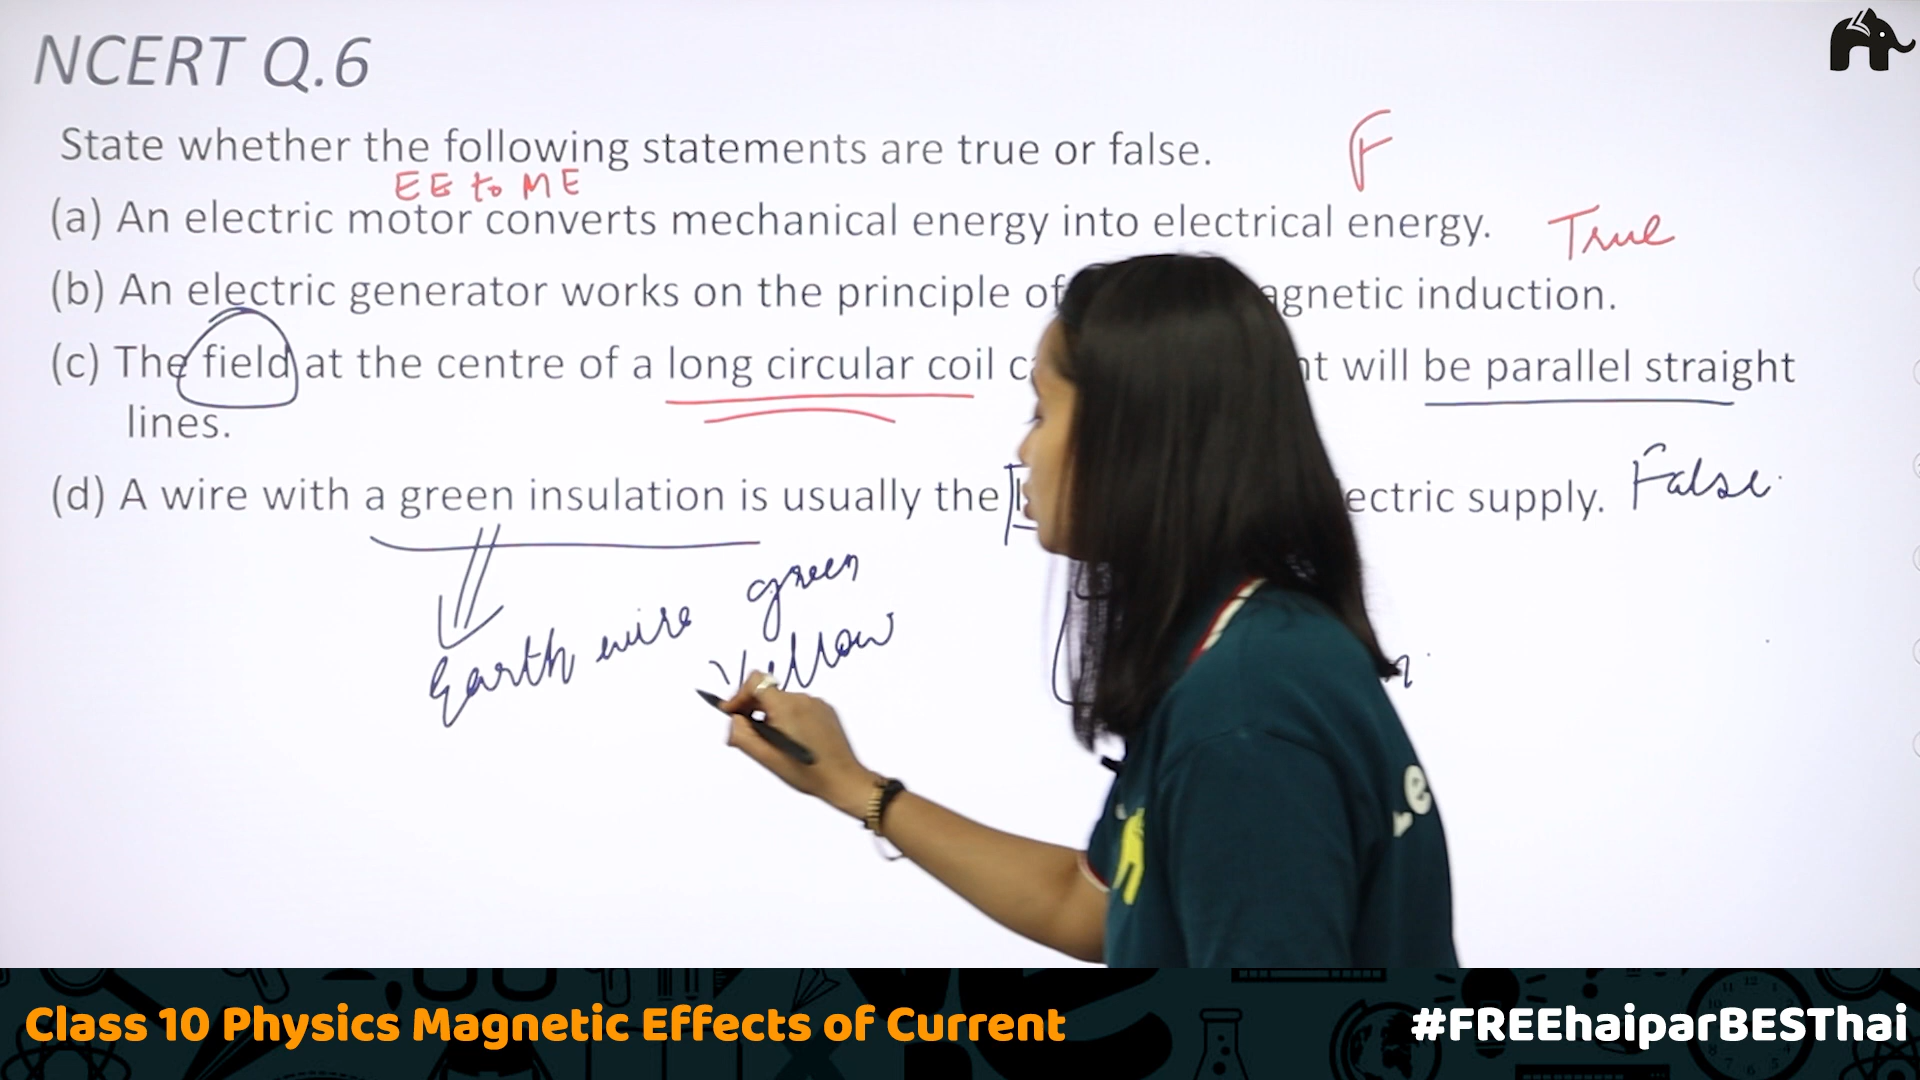 NCERT Q.6
State whether the following statements are true or false.
F
EE to ME
(a) An electric motor converts mechanical energy into electrical energy.
True
(b) An electric generator works on the principle of agnetic induction.
(c) The field at the centre of a long circular coil c nt will be parallel straight
lines.
(d) A wire with a green insulation is usually the l ectric supply.
False
Earth wire green
Yellow
e
Class 10 Physics Magnetic Effects of Current
#FREEhaiparBESThai